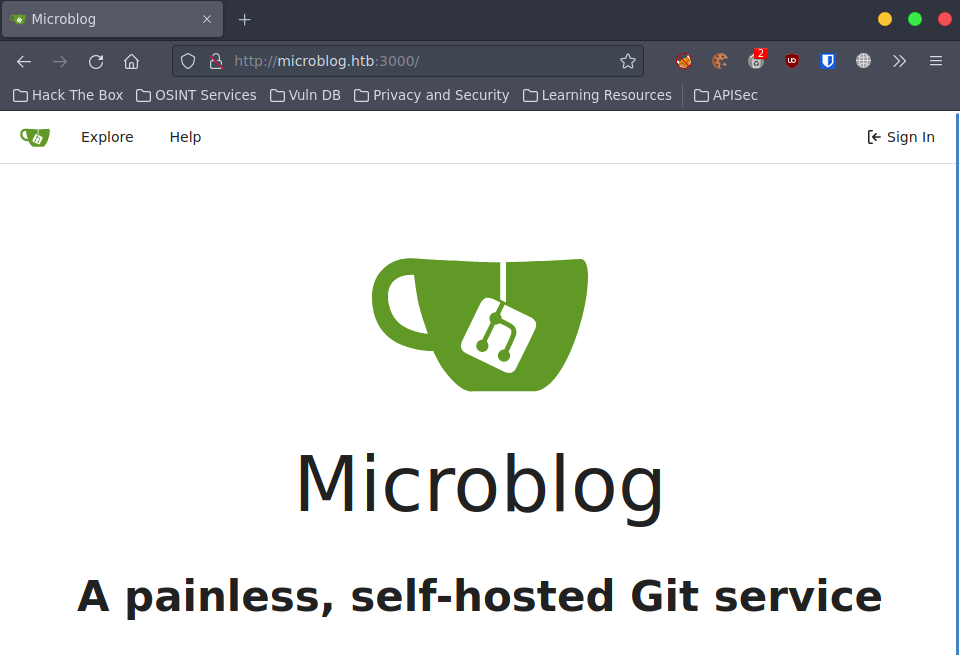 Microblog
http://microblog.htb:3000/
2
UD
Hack The Box OSINT Services Vuln DB Privacy and Security Learning Resources APISec
Explore Help Sign In
Microblog
A painless, self-hosted Git service